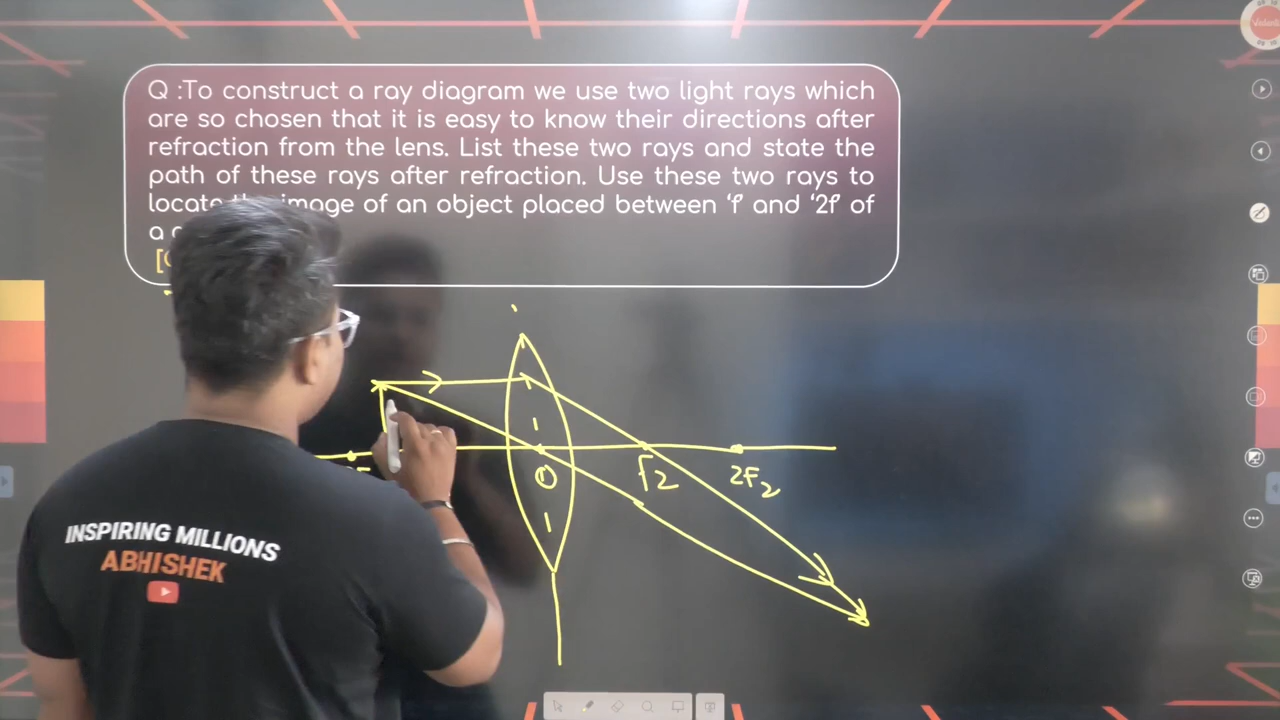 Q :To construct a ray diagram we use two light rays which
are so chosen that it is easy to know their directions after
refraction from the lens. List these two rays and state the
path of these rays after refraction. Use these two rays to
locate the image of an object placed between ‘f’ and ‘2f’ of
a
O
F2
2F2
INSPIRING MILLIONS
ABHISHEK